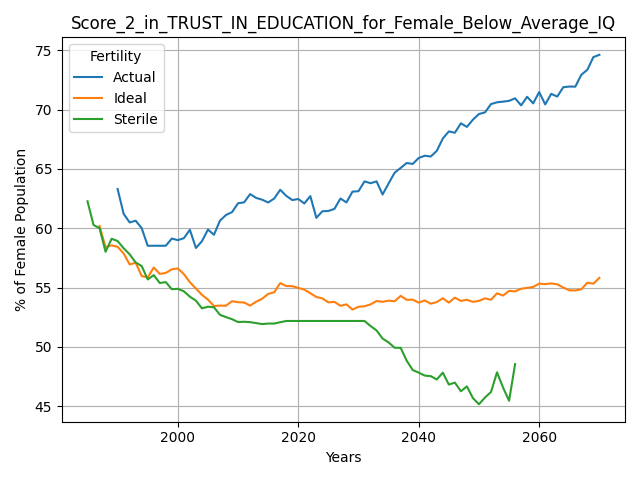 Score_2_in_TRUST_IN_EDUCATION_for_Female_Below_Average_IQ
Fertility
Actual
Ideal
Sterile
% of Female Population
75
70
65
60
55
50
45
2000
2020
2040
2060
Years